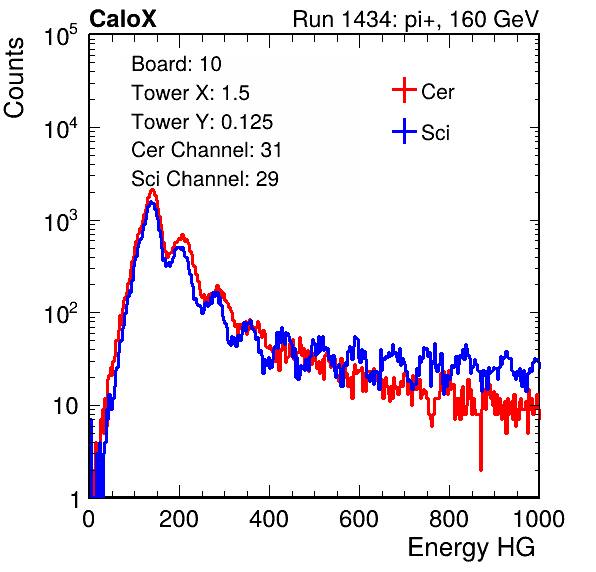 CaloX Run 1434: pi+, 160 GeV
Counts
Board: 10
Tower X: 1.5
Tower Y: 0.125
Cer Channel: 31
Sci Channel: 29
Cer
Sci
10^5
10^4
10^3
10^2
10
1
0 200 400 600 800 1000
Energy HG